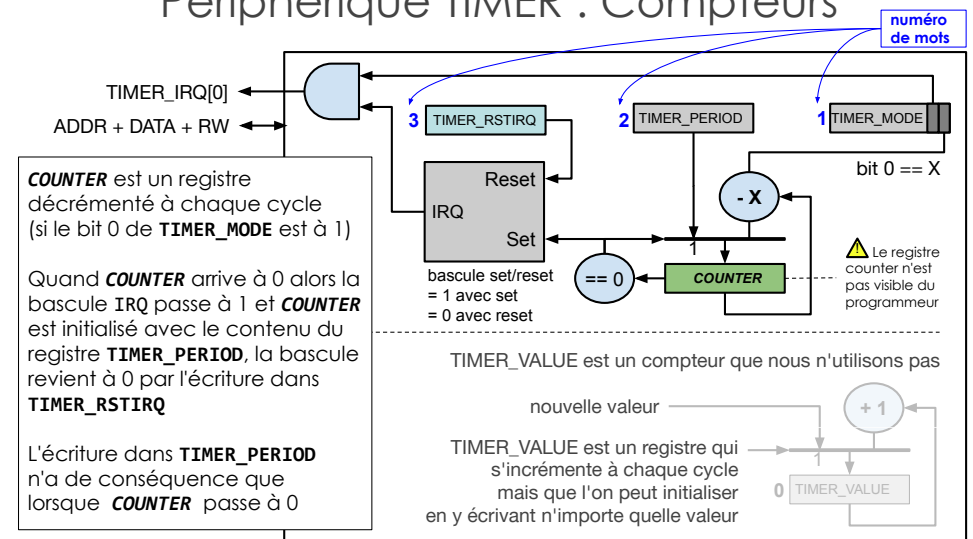 Périphérique TIMER : Compteurs
numéro
de mots
TIMER_IRQ[0]
ADDR + DATA + RW
3 TIMER_RSTIRQ
2 TIMER_PERIOD
1 TIMER_MODE
bit 0 == X
Reset
IRQ
Set
- X
== 0
COUNTER
bascule set/reset
= 1 avec set
= 0 avec reset
Le registre
counter n'est
pas visible du
programmeur
COUNTER est un registre
décrémenté à chaque cycle
(si le bit 0 de TIMER_MODE est à 1)
Quand COUNTER arrive à 0 alors la
bascule IRQ passe à 1 et COUNTER
est initialisé avec le contenu du
registre TIMER_PERIOD, la bascule
revient à 0 par l'écriture dans
TIMER_RSTIRQ
L'écriture dans TIMER_PERIOD
n'a de conséquence que
lorsque COUNTER passe à 0
TIMER_VALUE est un compteur que nous n'utilisons pas
nouvelle valeur
+ 1
TIMER_VALUE est un registre qui
s'incrémente à chaque cycle
mais que l'on peut initialiser
en y écrivant n'importe quelle valeur
0 TIMER_VALUE